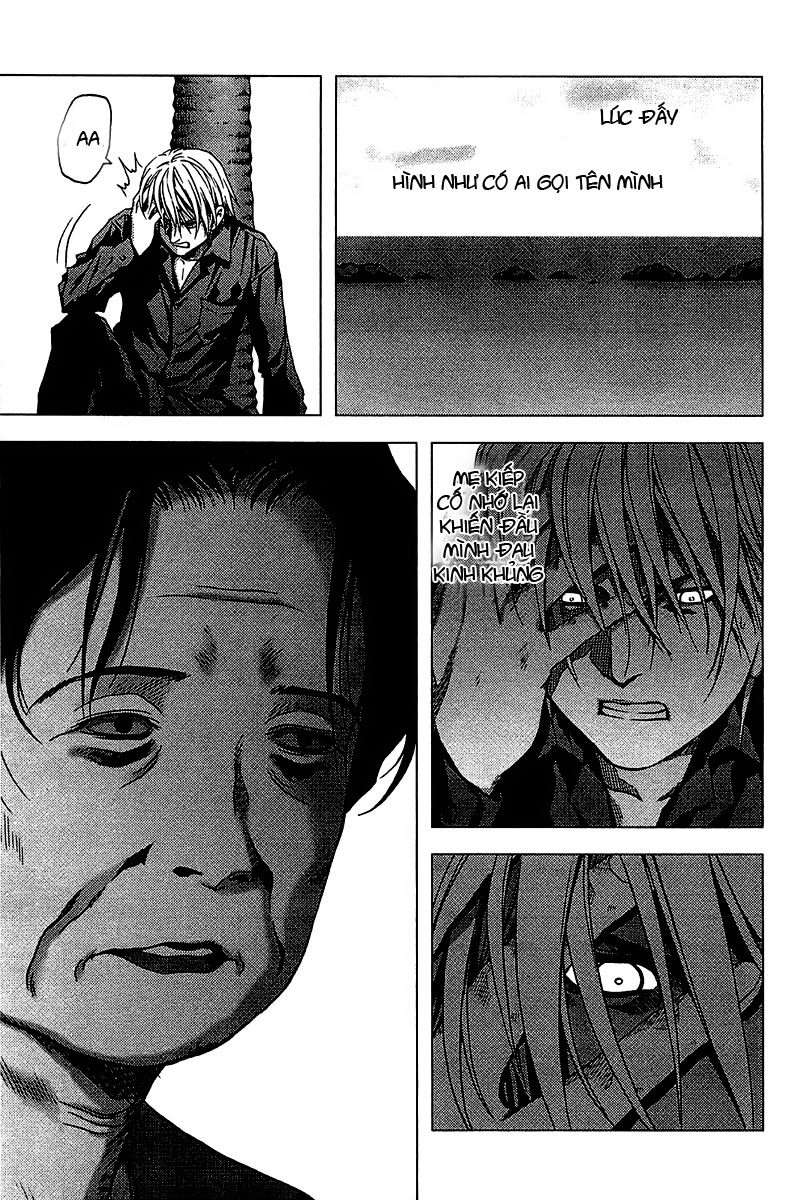 LÚC ĐẤY
HÌNH NHƯ CÓ AI GỌI TÊN MÌNH
AA
MẸ KIẾP
CỐ NHỚ LẠI
KHIẾN ĐẦU
MÌNH ĐAU
KINH KHỦNG